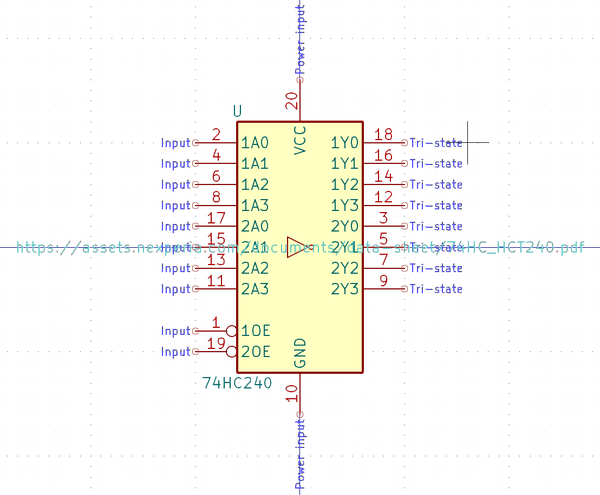 Power input
20
U
VCC
Input 2 1A0 1Y0 18 Tri-state
Input 4 1A1 1Y1 16 Tri-state
Input 6 1A2 1Y2 14 Tri-state
Input 8 1A3 1Y3 12 Tri-state
Input 17 2A0 2Y0 3 Tri-state
Input 15 2A1 2Y1 5 Tri-state
https://assets.nexperia.com/documents/data-sheet/74HC_HCT240.pdf
Input 13 2A2 2Y2 7 Tri-state
Input 11 2A3 2Y3 9 Tri-state
Input 1 1OE
Input 19 2OE
GND
74HC240
10
Power input